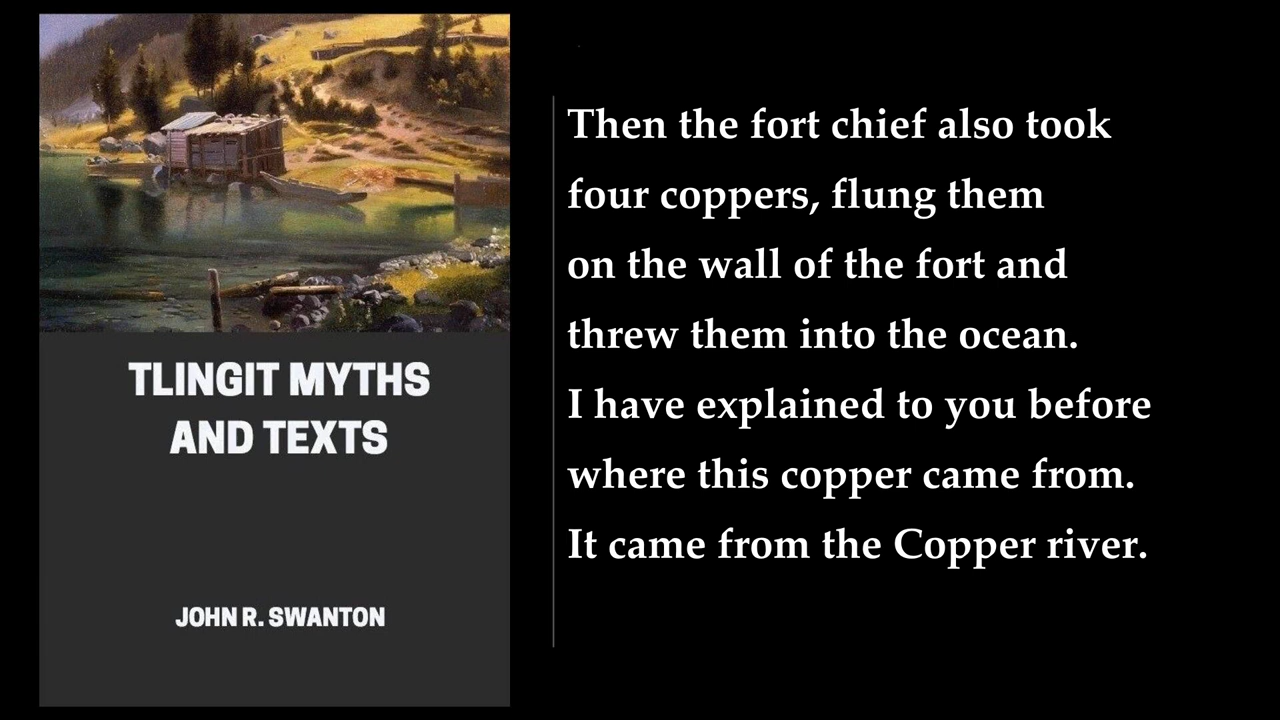 TLINGIT MYTHS
AND TEXTS
JOHN R. SWANTON
Then the fort chief also took
four coppers, flung them
on the wall of the fort and
threw them into the ocean.
I have explained to you before
where this copper came from.
It came from the Copper river.